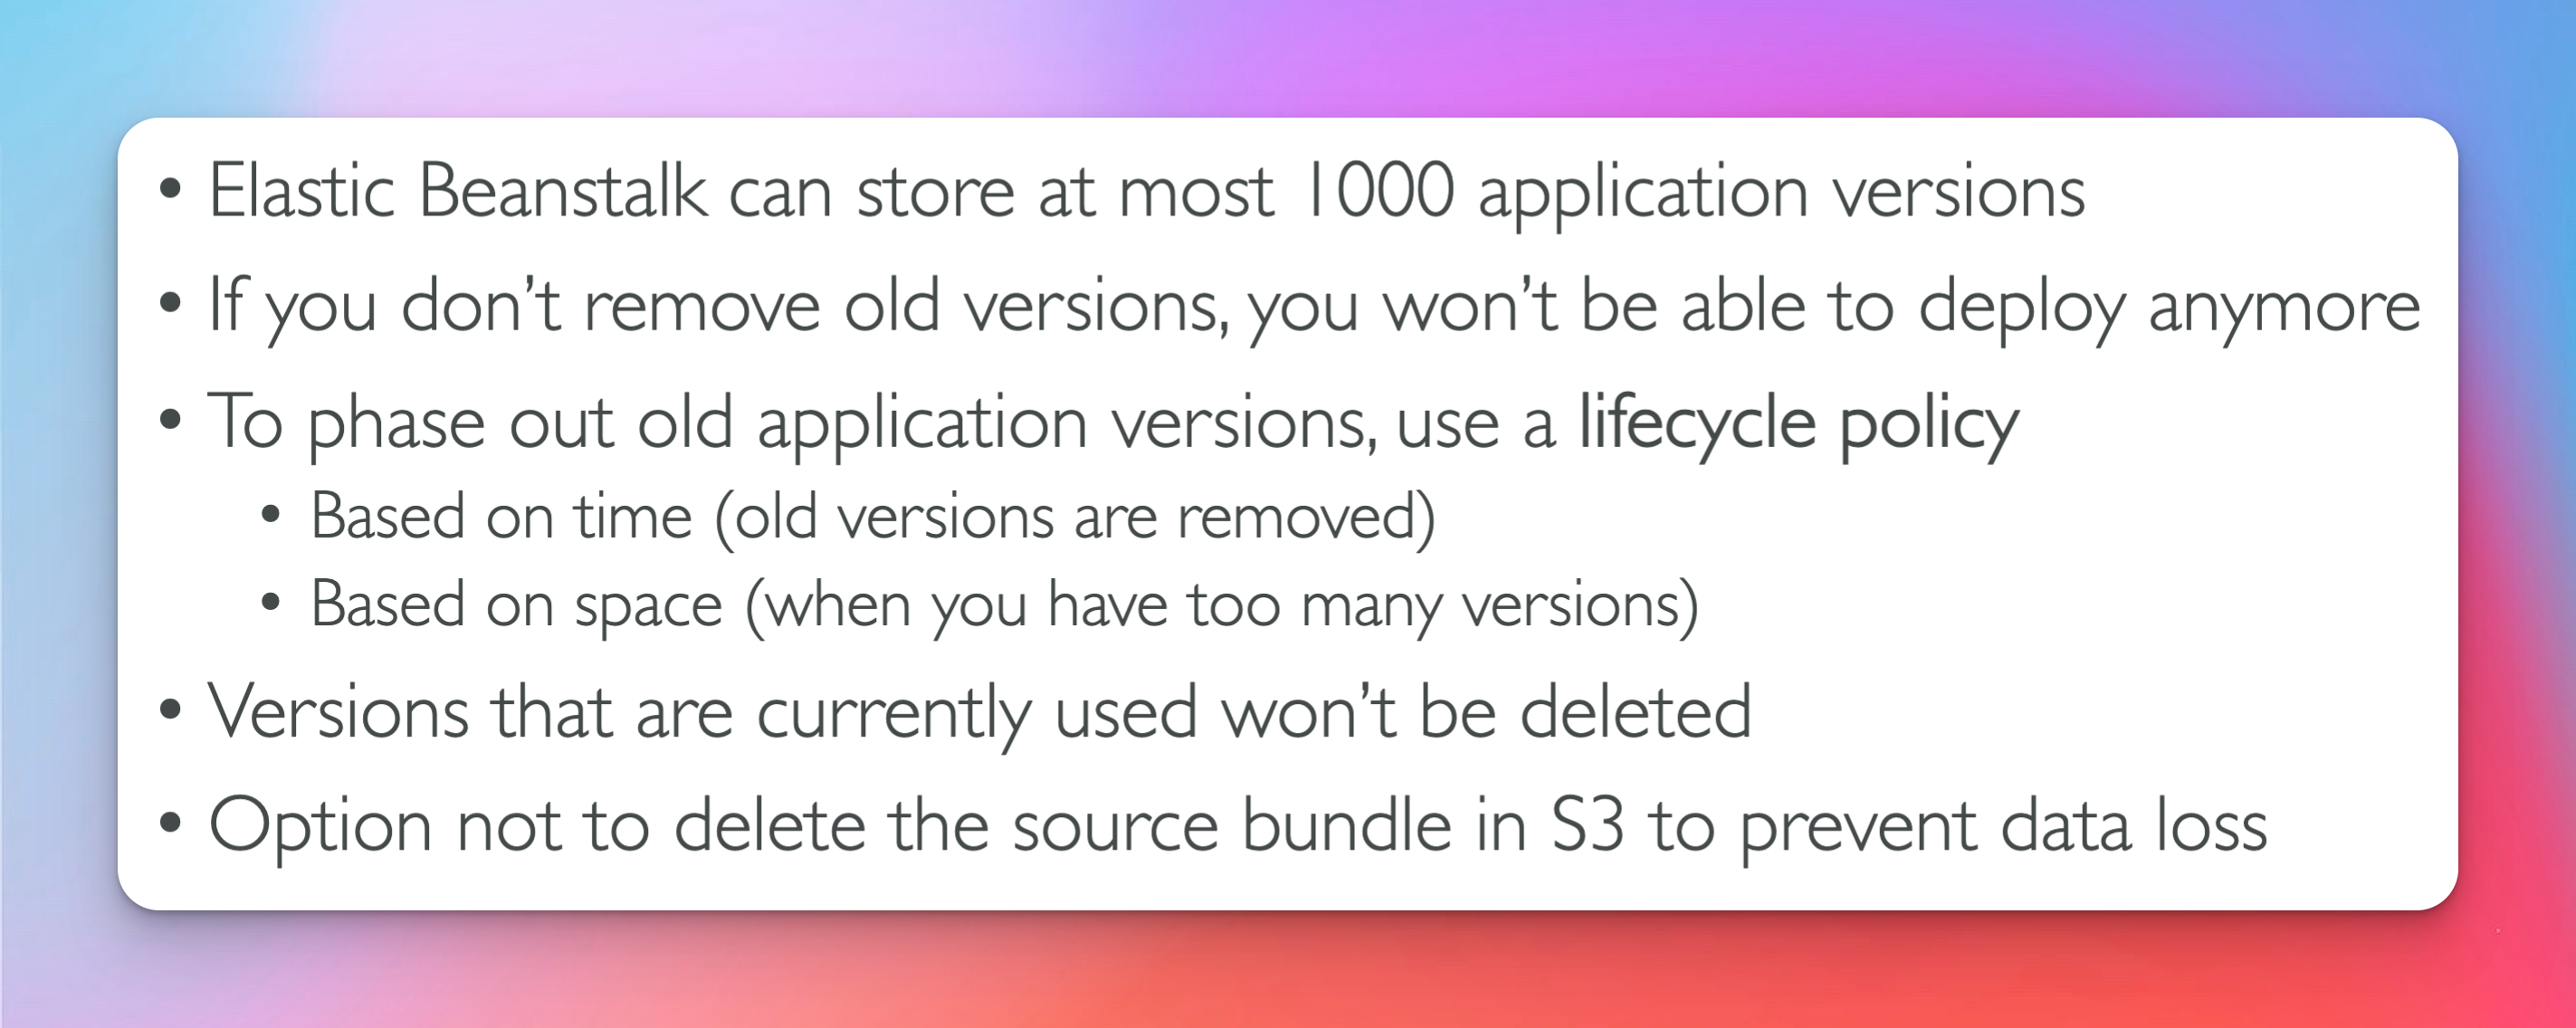 • Elastic Beanstalk can store at most 1000 application versions
• If you don’t remove old versions, you won’t be able to deploy anymore
• To phase out old application versions, use a lifecycle policy
• Based on time (old versions are removed)
• Based on space (when you have too many versions)
• Versions that are currently used won’t be deleted
• Option not to delete the source bundle in S3 to prevent data loss